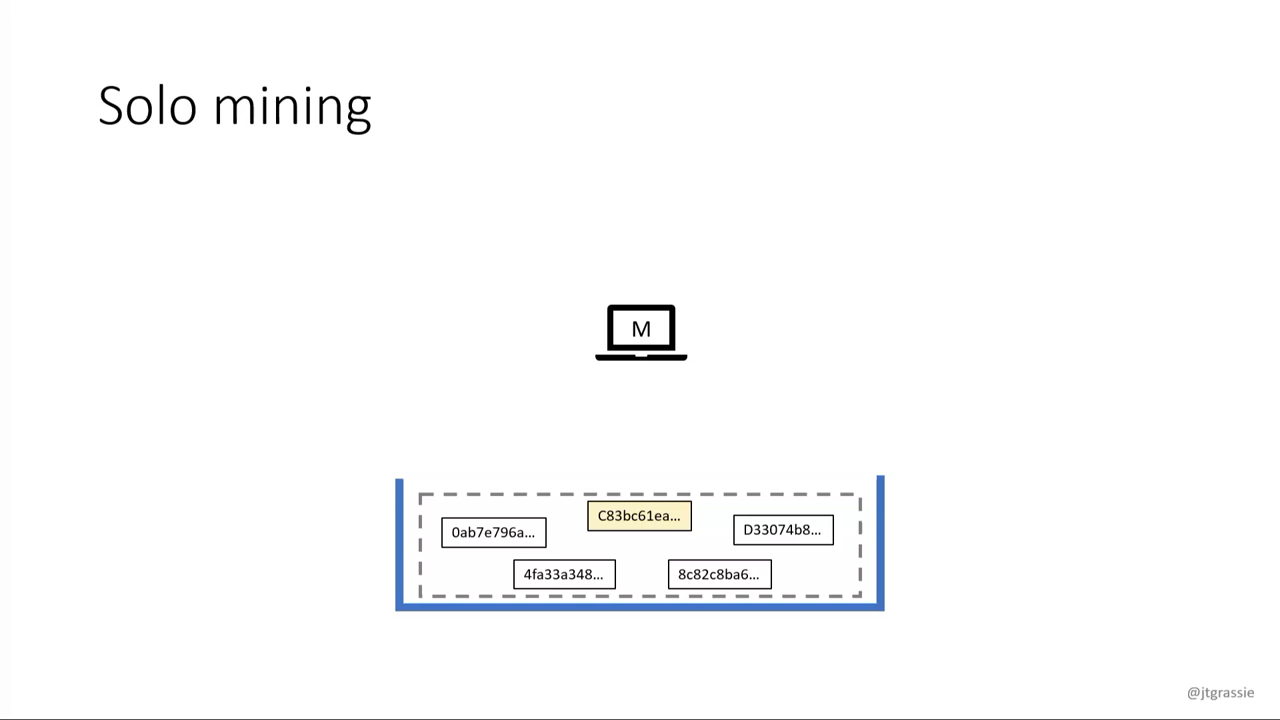 Solo mining
M
C83bc61ea...
0ab7e796a...
D33074b8...
4fa33a348...
8c82c8ba6...
@jtgrassie